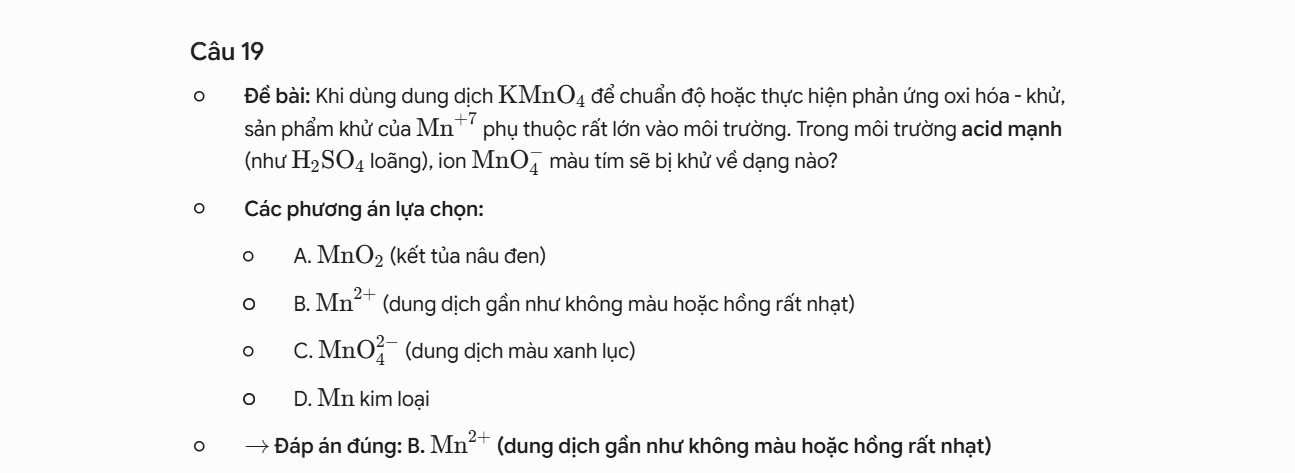 Câu 19
Đề bài: Khi dùng dung dịch KMnO₄ để chuẩn độ hoặc thực hiện phản ứng oxi hóa - khử,
sản phẩm khử của Mn⁺⁷ phụ thuộc rất lớn vào môi trường. Trong môi trường acid mạnh
(như H₂SO₄ loãng), ion MnO₄⁻ màu tím sẽ bị khử về dạng nào?
Các phương án lựa chọn:
A. MnO₂ (kết tủa nâu đen)
B. Mn²⁺ (dung dịch gần như không màu hoặc hồng rất nhạt)
C. MnO₄²⁻ (dung dịch màu xanh lục)
D. Mn kim loại
→ Đáp án đúng: B. Mn²⁺ (dung dịch gần như không màu hoặc hồng rất nhạt)